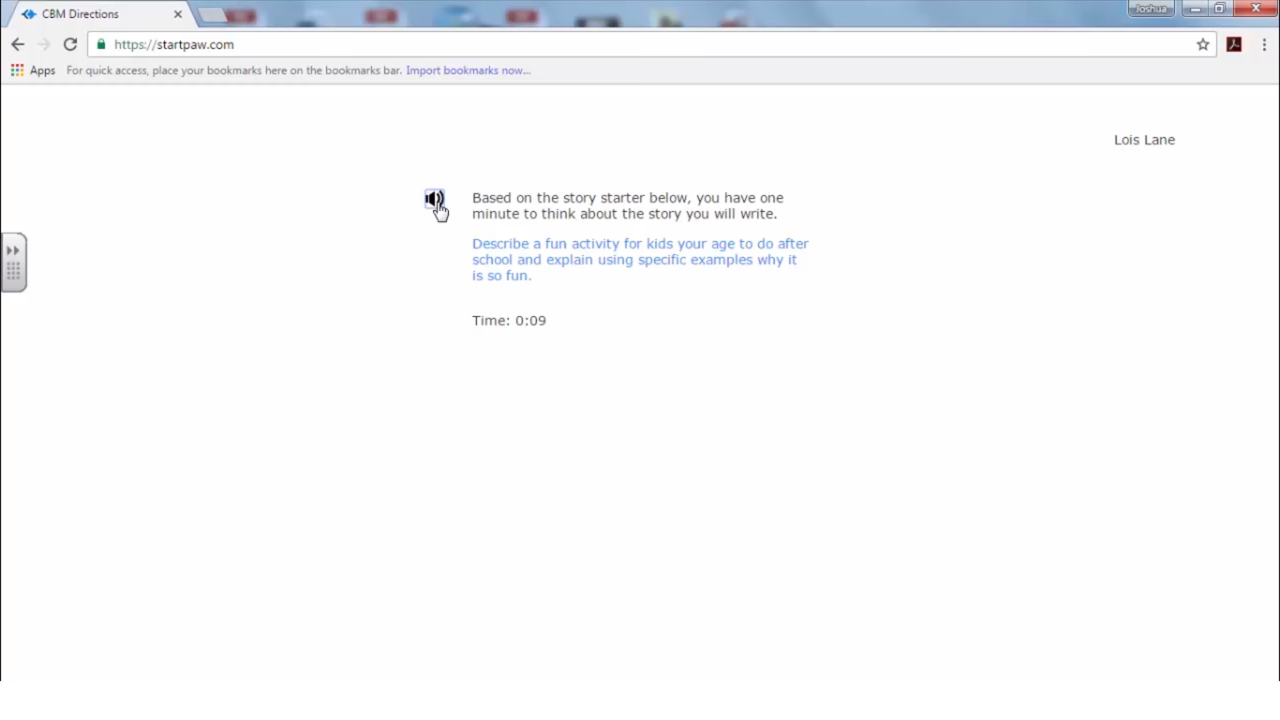 CBM Directions
Joshua
https://startpaw.com
Apps For quick access, place your bookmarks here on the bookmarks bar. Import bookmarks now...
Lois Lane
Based on the story starter below, you have one
minute to think about the story you will write.
Describe a fun activity for kids your age to do after
school and explain using specific examples why it
is so fun.
Time: 0:09